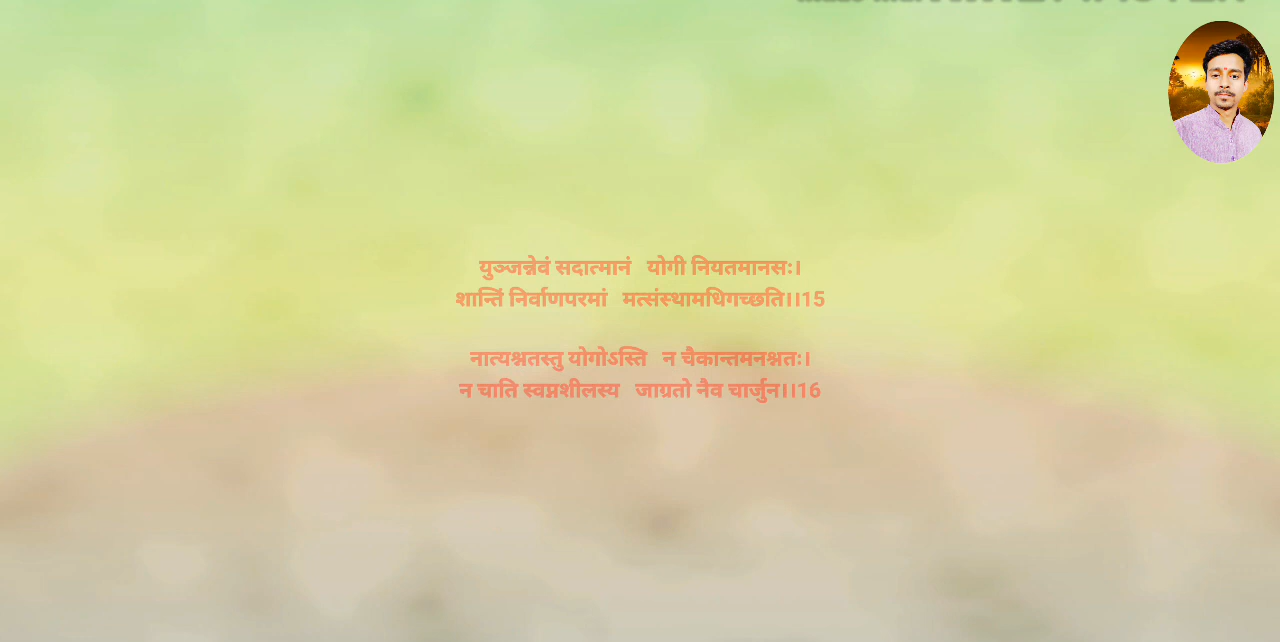 युञ्जन्नेवं सदात्मानं योगी नियतमानसः।
शान्तिं निर्वाणपरमां मत्संस्थामधिगच्छति।।15
नात्यश्नतस्तु योगोऽस्ति न चैकान्तमनश्नतः।
न चाति स्वप्नशीलस्य जाग्रतो नैव चार्जुन।।16